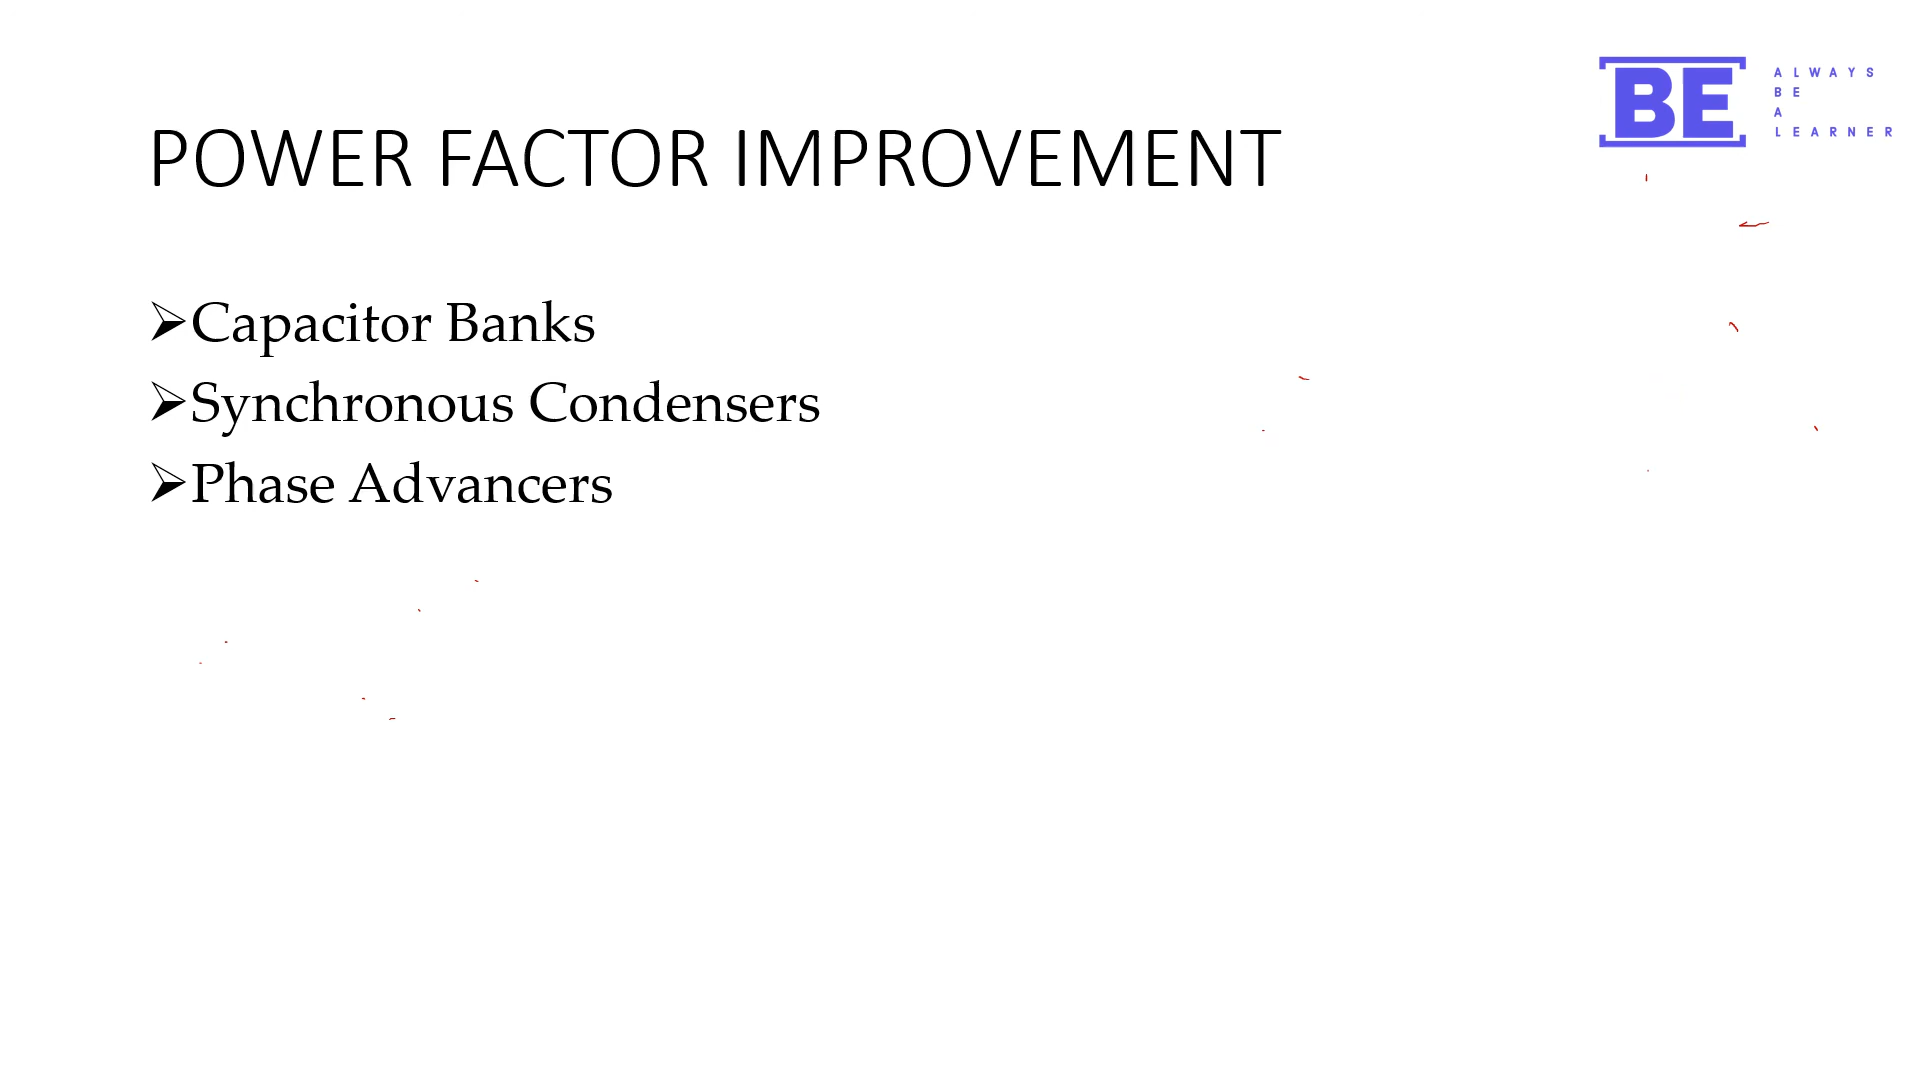 POWER FACTOR IMPROVEMENT
BE
ALWAYS
BE
A
LEARNER
➢Capacitor Banks
➢Synchronous Condensers
➢Phase Advancers